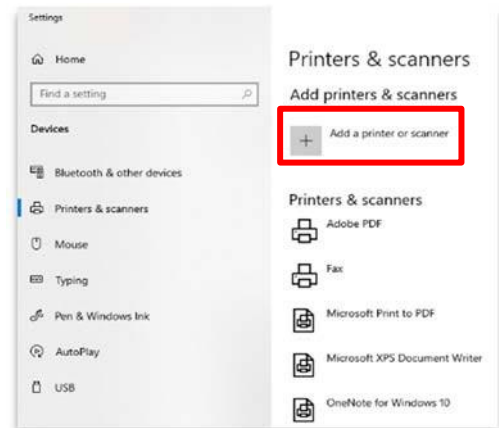 Settings
Home
Find a setting
Devices
Bluetooth & other devices
Printers & scanners
Mouse
Typing
Pen & Windows Ink
AutoPlay
USB
Printers & scanners
Add printers & scanners
Add a printer or scanner
Printers & scanners
Adobe PDF
Fax
Microsoft Print to PDF
Microsoft XPS Document Writer
OneNote for Windows 10